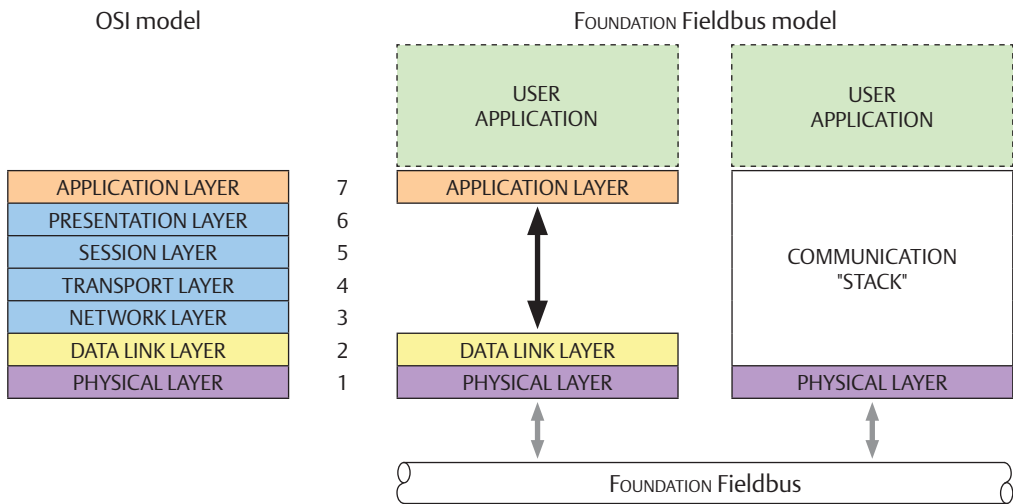 OSI model
FOUNDATION Fieldbus model
USER
APPLICATION
USER
APPLICATION
APPLICATION LAYER
7
APPLICATION LAYER
PRESENTATION LAYER
6
SESSION LAYER
5
COMMUNICATION
"STACK"
TRANSPORT LAYER
4
NETWORK LAYER
3
DATA LINK LAYER
2
DATA LINK LAYER
PHYSICAL LAYER
1
PHYSICAL LAYER
PHYSICAL LAYER
FOUNDATION Fieldbus